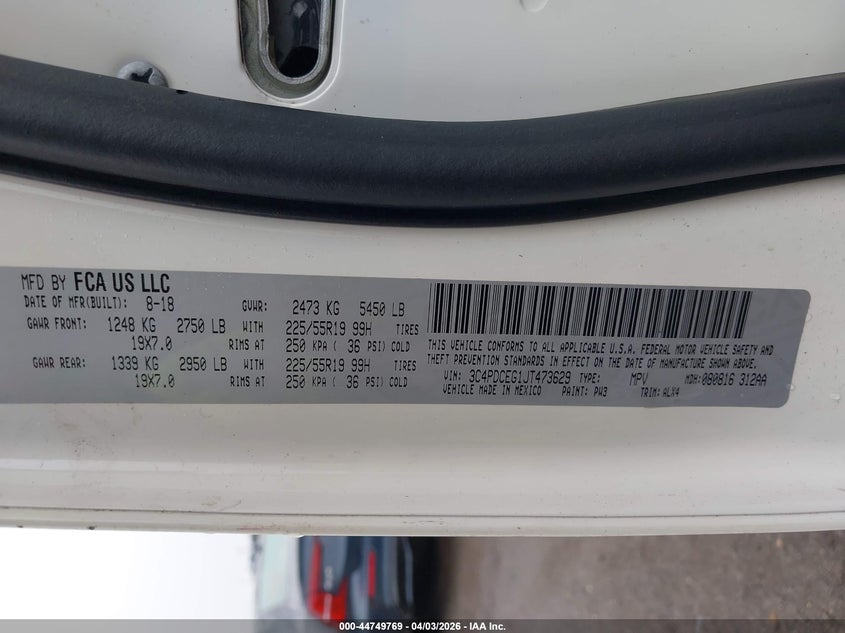 MFD BY FCA US LLC
DATE OF MFR(BUILT): 8-18 GVWR: 2473 KG 5450 LB
GAWR FRONT: 1248 KG 2750 LB WITH 225/55R19 99H TIRES
19X7.0 RIMS AT 250 KPA ( 36 PSI) COLD
GAWR REAR: 1339 KG 2950 LB WITH 225/55R19 99H TIRES
19X7.0 RIMS AT 250 KPA ( 36 PSI) COLD
THIS VEHICLE CONFORMS TO ALL APPLICABLE U.S.A. FEDERAL MOTOR VEHICLE SAFETY AND
THEFT PREVENTION STANDARDS IN EFFECT ON THE DATE OF MANUFACTURE SHOWN ABOVE.
VIN: 3C4PDCEG1JT473629 TYPE: MPV MDH: 080816 312AA
VEHICLE MADE IN MEXICO PAINT: PW3 TRIM: ALX4
000-44749769 04/03/2026 IAA Inc.